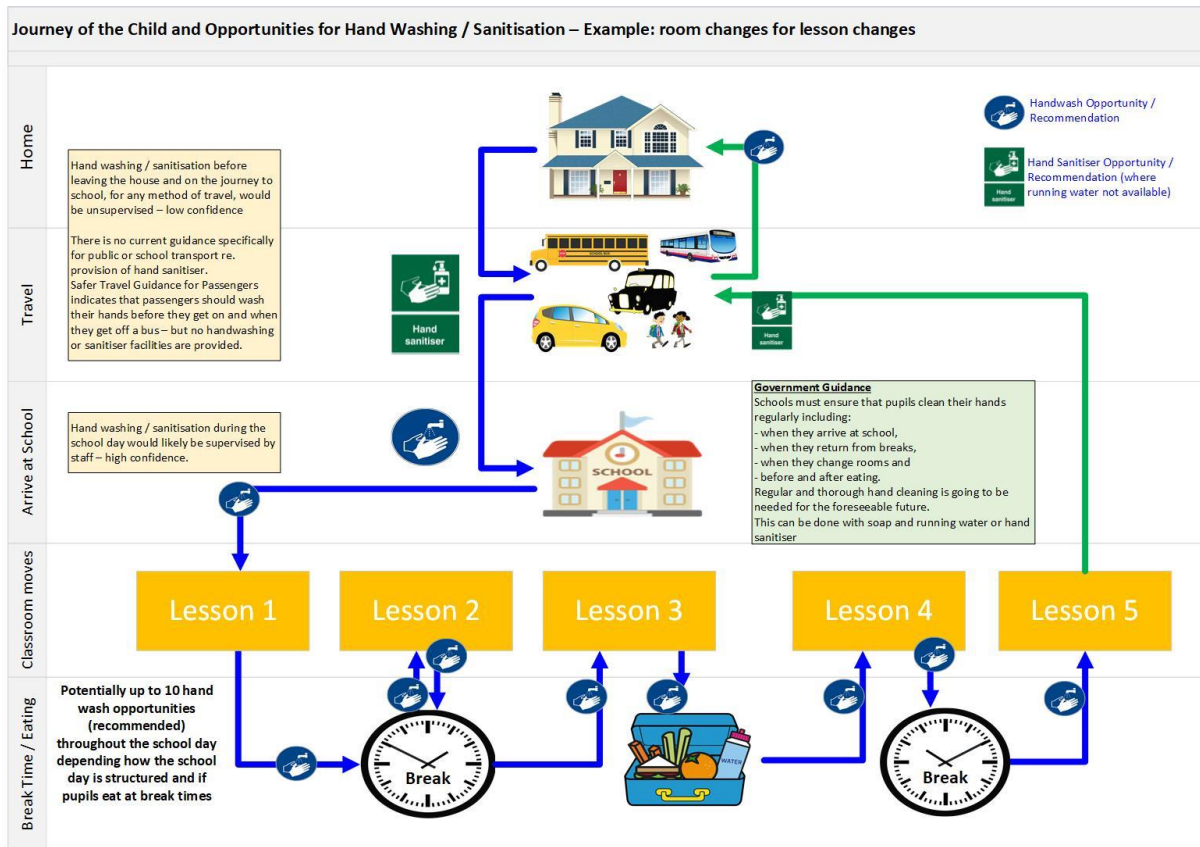 Journey of the Child and Opportunities for Hand Washing / Sanitisation – Example: room changes for lesson changes
Home
Hand washing / sanitisation before
leaving the house and on the journey to
school, for any method of travel, would
be unsupervised – low confidence
There is no current guidance specifically
for public or school transport re.
provision of hand sanitiser.
Safer Travel Guidance for Passengers
indicates that passengers should wash
their hands before they get on and when
they get off a bus – but no handwashing
or sanitiser facilities are provided.
Handwash Opportunity /
Recommendation
Hand
sanitiser
Hand Sanitiser Opportunity /
Recommendation (where
running water not available)
Travel
SCHOOL BUS
Hand
sanitiser
Hand
sanitiser
Arrive at School
Hand washing / sanitisation during the
school day would likely be supervised by
staff – high confidence.
SCHOOL
Government Guidance
Schools must ensure that pupils clean their hands
regularly including:
- when they arrive at school,
- when they return from breaks,
- when they change rooms and
- before and after eating.
Regular and thorough hand cleaning is going to be
needed for the foreseeable future.
This can be done with soap and running water or hand
sanitiser
Classroom moves
Lesson 1
Lesson 2
Lesson 3
Lesson 4
Lesson 5
Break Time / Eating
Potentially up to 10 hand
wash opportunities
(recommended)
throughout the school day
depending how the school
day is structured and if
pupils eat at break times
Break
WATER
Break